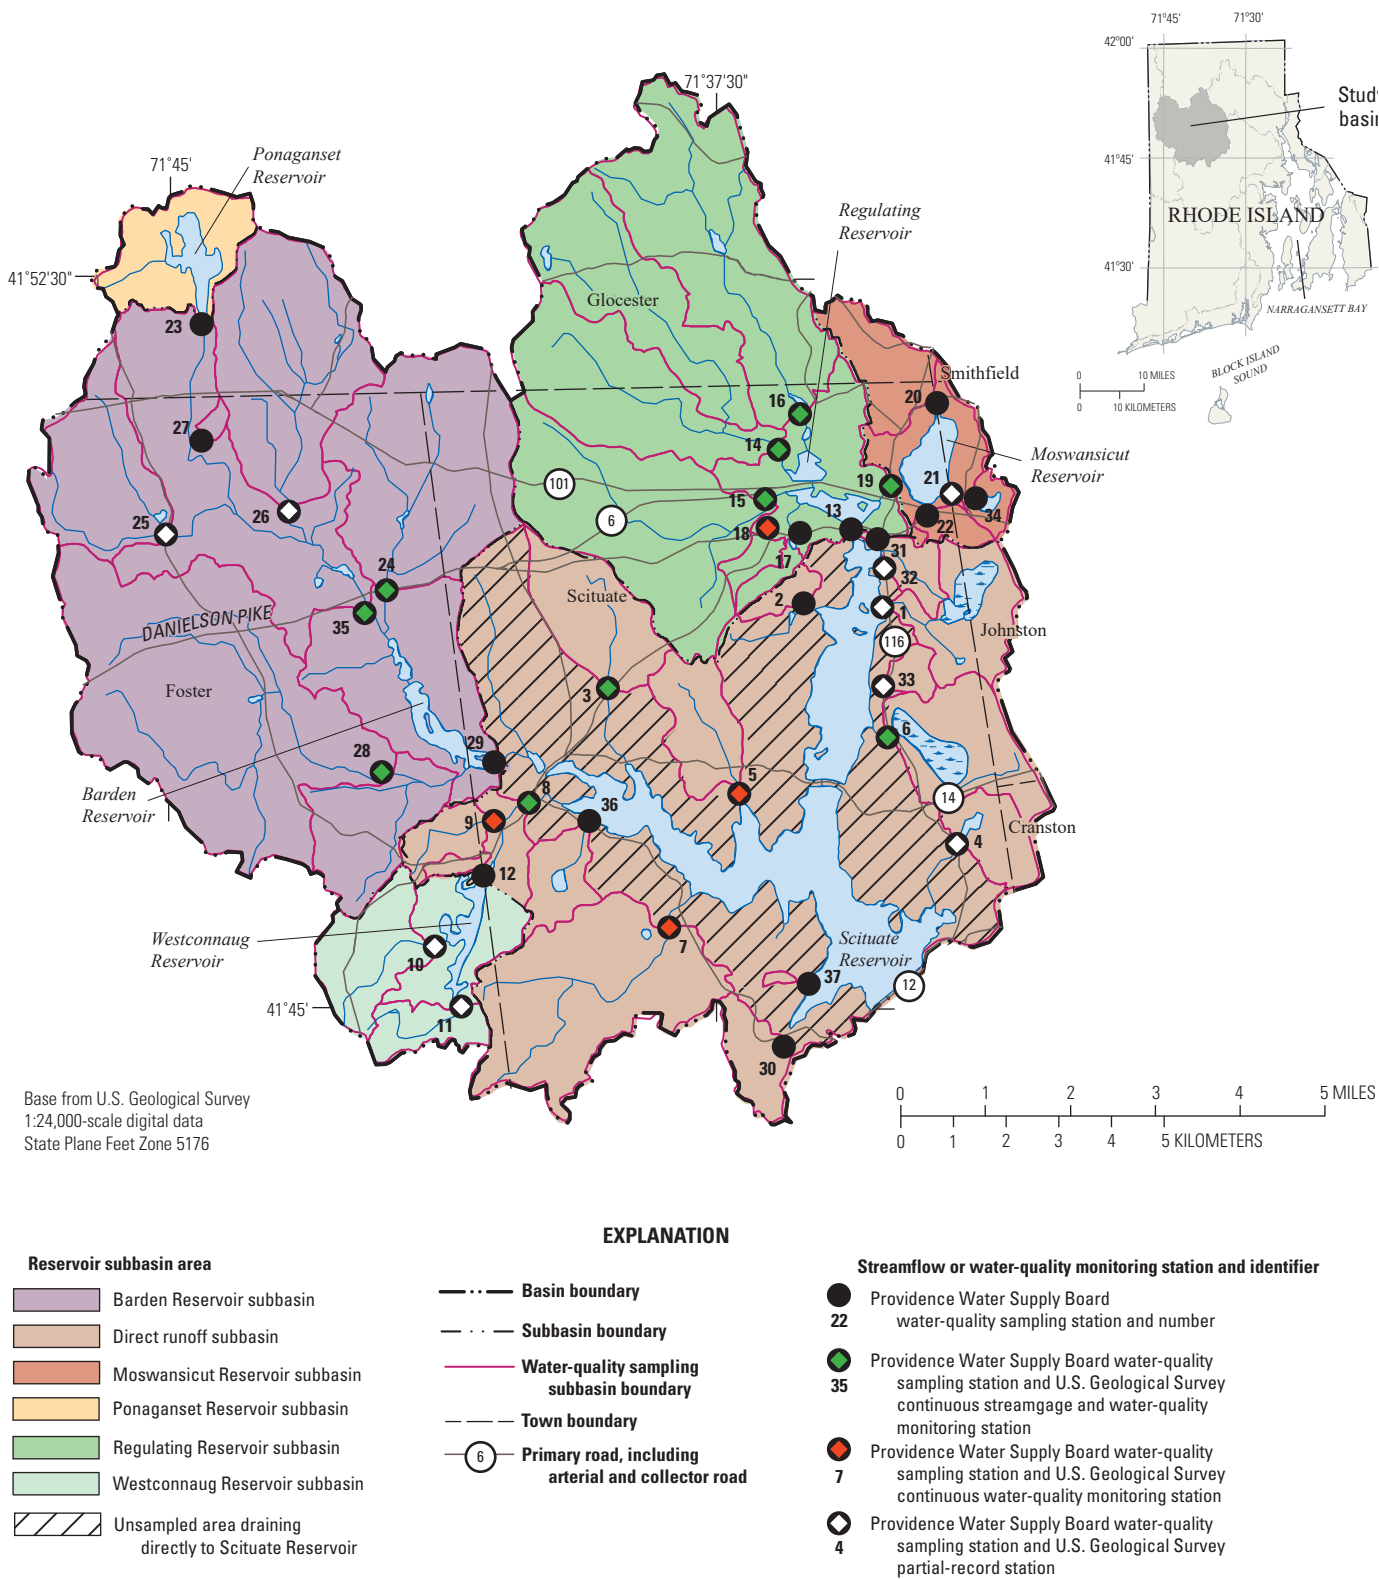 71°45'
71°30'
42°00'
Stud
basin
41°45'
RHODE ISLAND
41°30'
NARRAGANSETT BAY
BLOCK ISLAND
SOUND
0 10 MILES
0 10 KILOMETERS
71°37'30"
71°45'
Ponaganset
Reservoir
41°52'30"
Regulating
Reservoir
Glocester
23
Smithfield
20
16
27
14
Moswansicut
Reservoir
101
19
21
15
34
25
26
6
13
22
18
17
31
24
32
Scituate
2
1
35
DANIELSON PIKE
116
Johnston
Foster
3
33
6
29
28
5
8
14
Barden
Reservoir
36
9
Cranston
4
12
Westconnaug
Reservoir
Scituate
Reservoir
7
10
37
12
41°45'
11
30
Base from U.S. Geological Survey
1:24,000-scale digital data
State Plane Feet Zone 5176
0 1 2 3 4 5 MILES
0 1 2 3 4 5 KILOMETERS
EXPLANATION
Reservoir subbasin area
Barden Reservoir subbasin
Direct runoff subbasin
Moswansicut Reservoir subbasin
Ponaganset Reservoir subbasin
Regulating Reservoir subbasin
Westconnaug Reservoir subbasin
Unsampled area draining
directly to Scituate Reservoir
Basin boundary
Subbasin boundary
Water-quality sampling
subbasin boundary
Town boundary
6 Primary road, including
arterial and collector road
Streamflow or water-quality monitoring station and identifier
Providence Water Supply Board
22 water-quality sampling station and number
Providence Water Supply Board water-quality
35 sampling station and U.S. Geological Survey
continuous streamgage and water-quality
monitoring station
Providence Water Supply Board water-quality
7 sampling station and U.S. Geological Survey
continuous water-quality monitoring station
Providence Water Supply Board water-quality
4 sampling station and U.S. Geological Survey
partial-record station